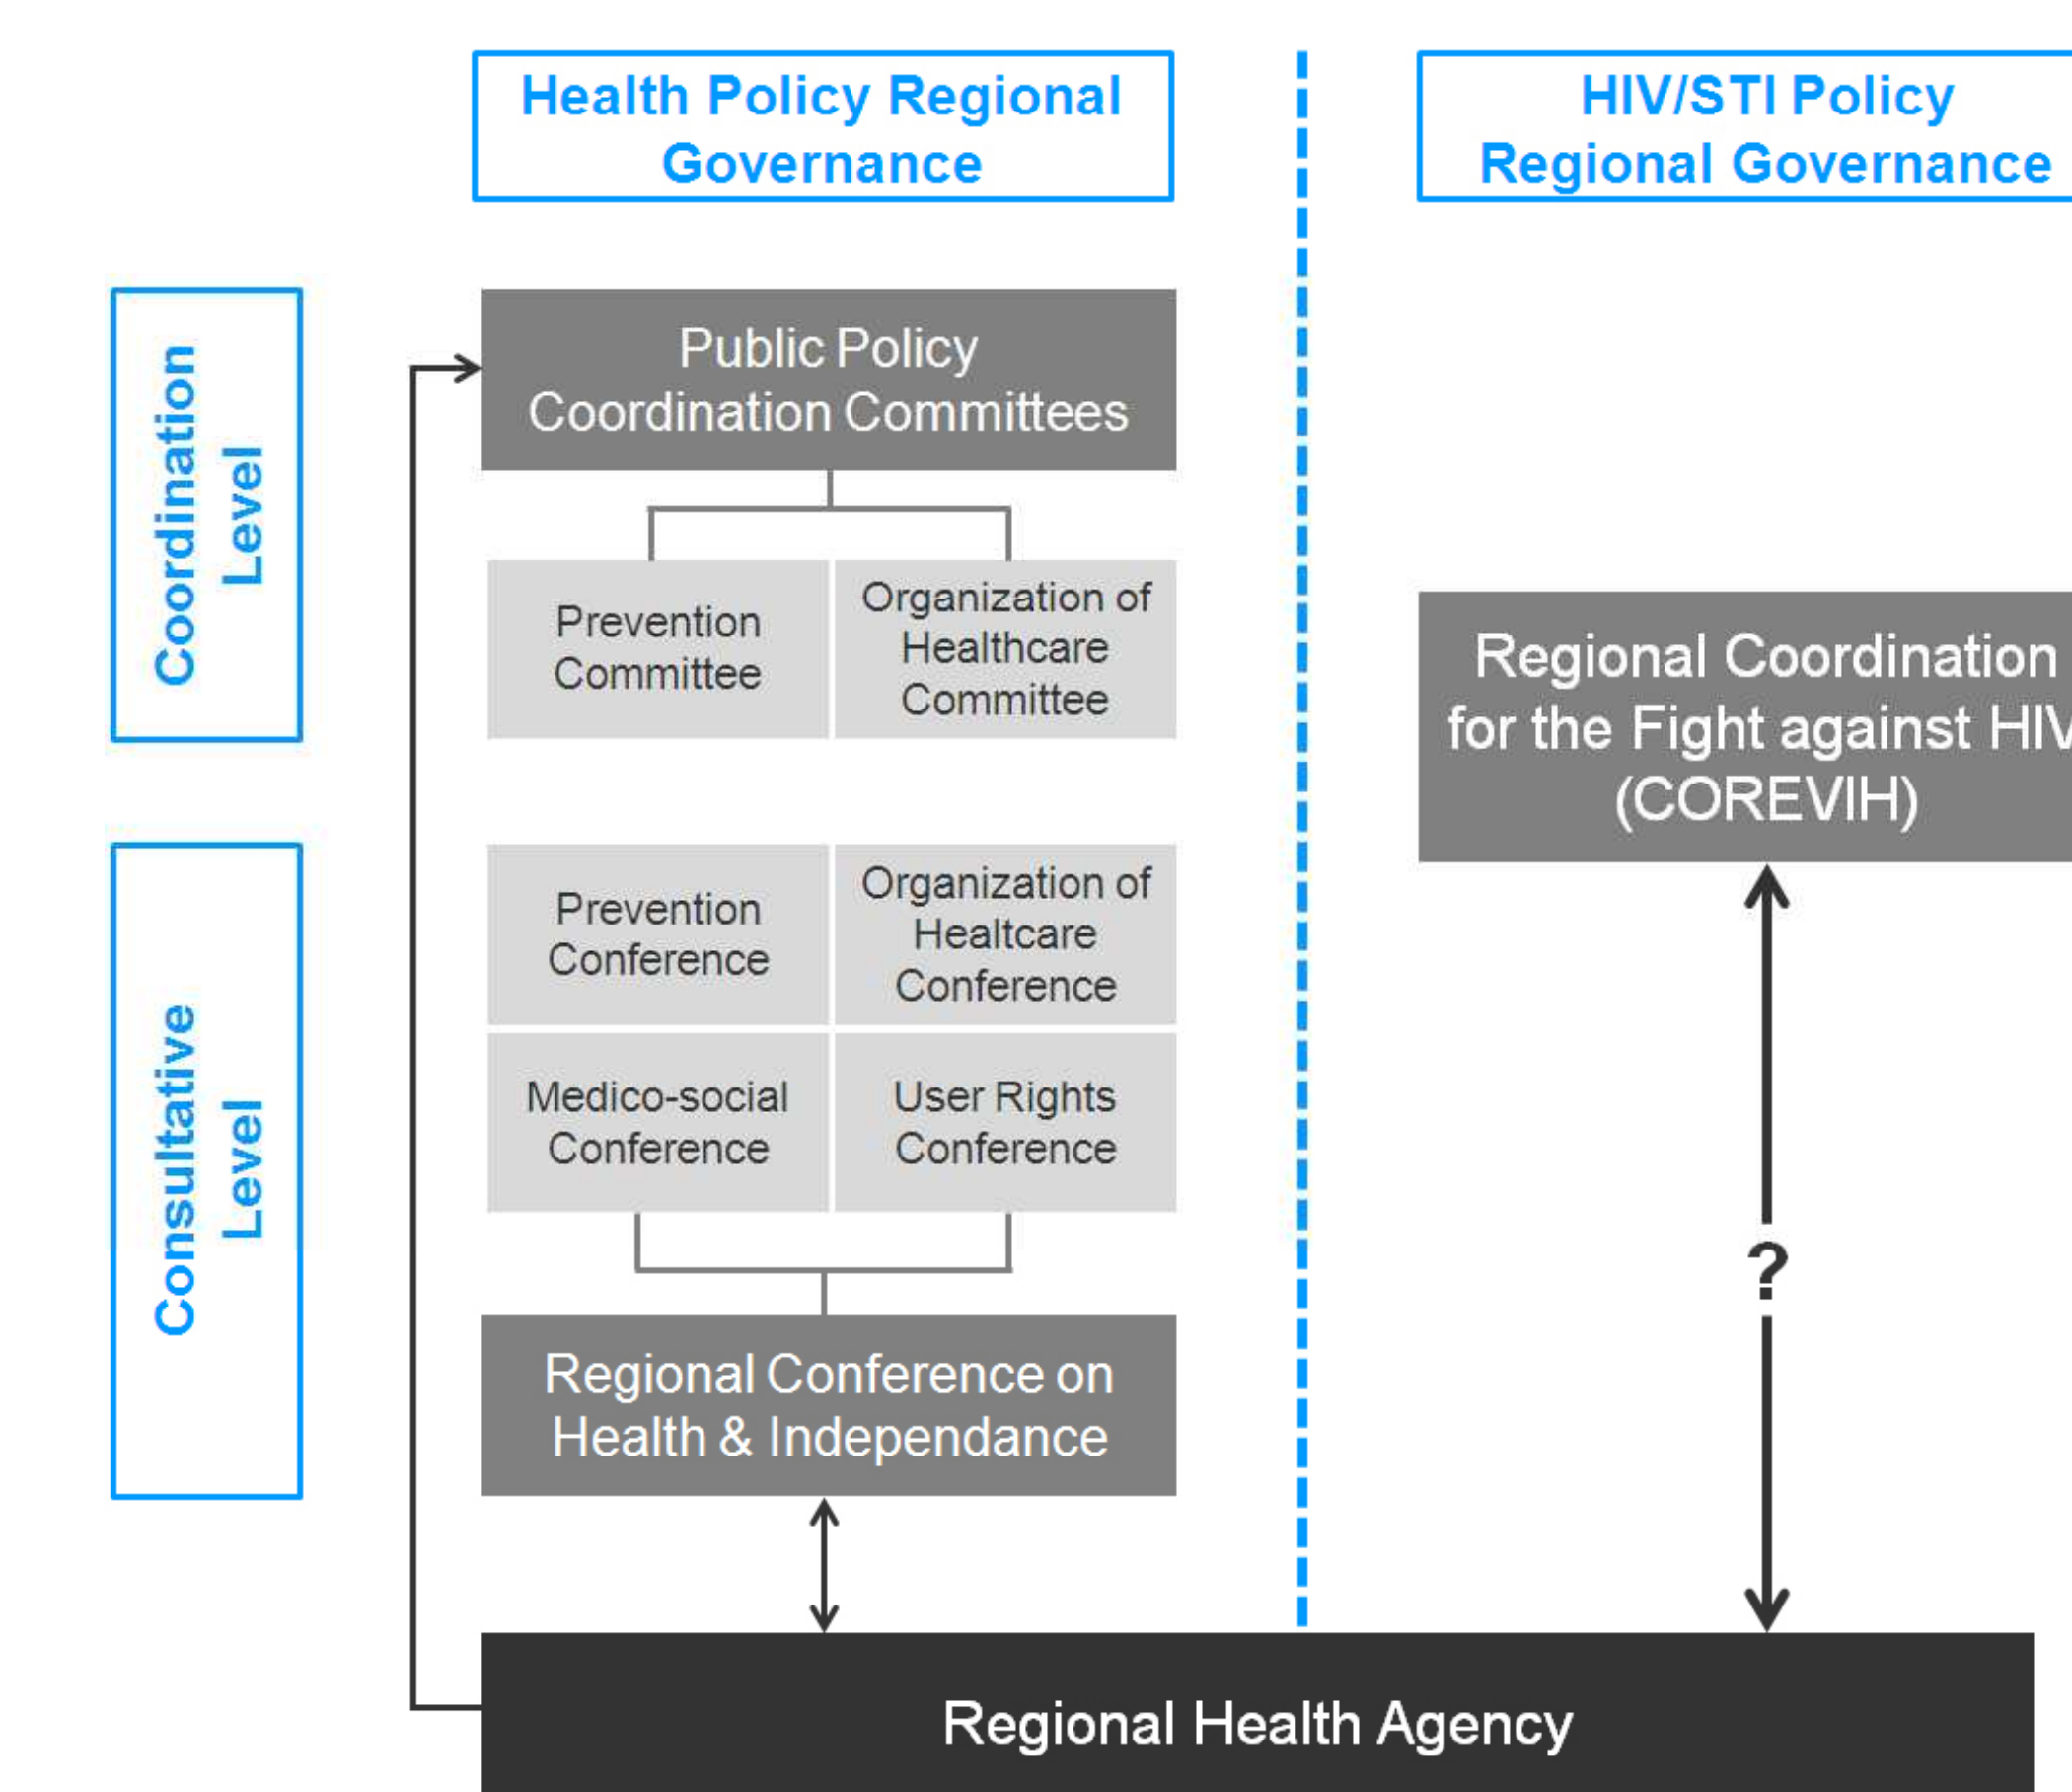 Health Policy Regional
Governance
HIV/STI Policy
Regional Governance
Coordination
Level
Public Policy
Coordination Committees
Prevention
Committee
Organization of
Healthcare
Committee
Regional Coordination
for the Fight against HIV
(COREVIH)
Consultative
Level
Prevention
Conference
Organization of
Healtcare
Conference
Medico-social
Conference
User Rights
Conference
?
Regional Conference on
Health & Independance
Regional Health Agency